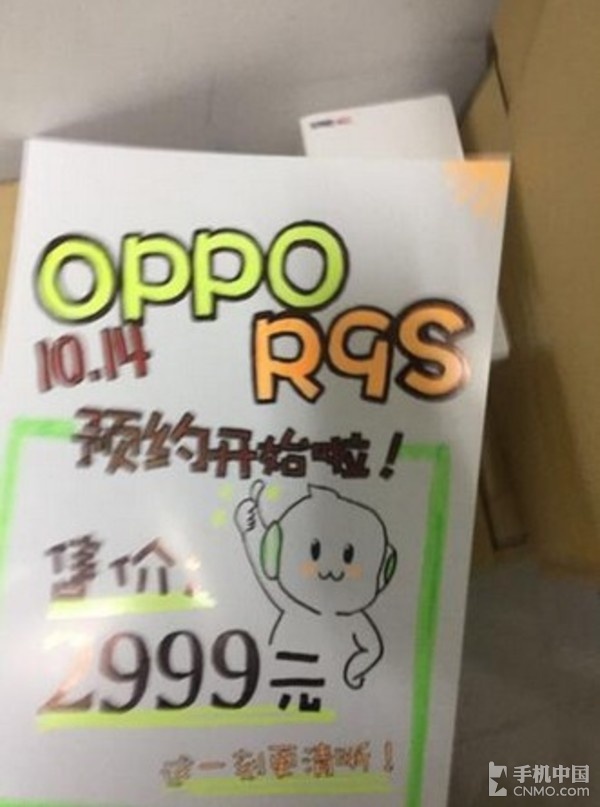 OPPO
R9S
10.14
预约开始啦！
售价：
2999元
这一刻更清晰！
手机中国
CNMO.COM